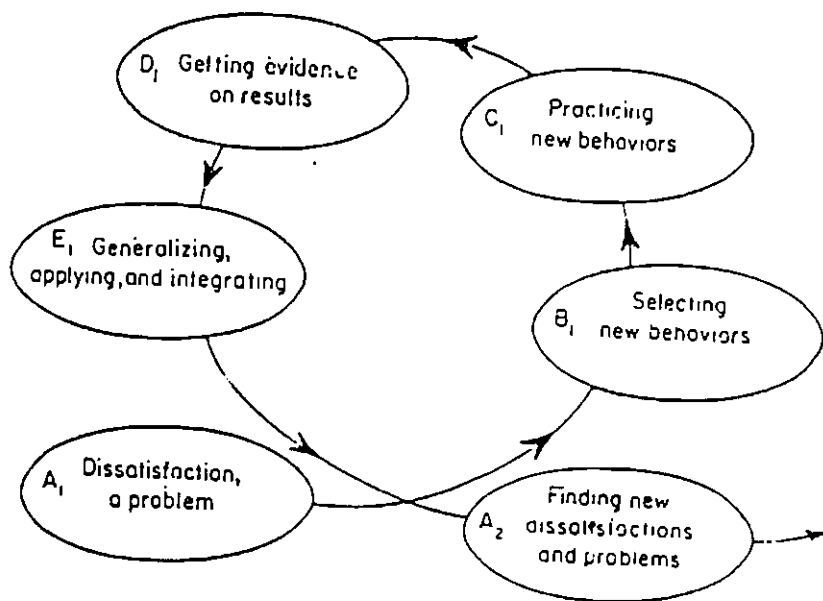 D₁ Getting evidence
on results
C₁ Practicing
new behaviors
E₁ Generalizing,
applying, and integrating
B₁ Selecting
new behaviors
A₁ Dissatisfaction,
a problem
A₂ Finding new
dissatisfactions
and problems